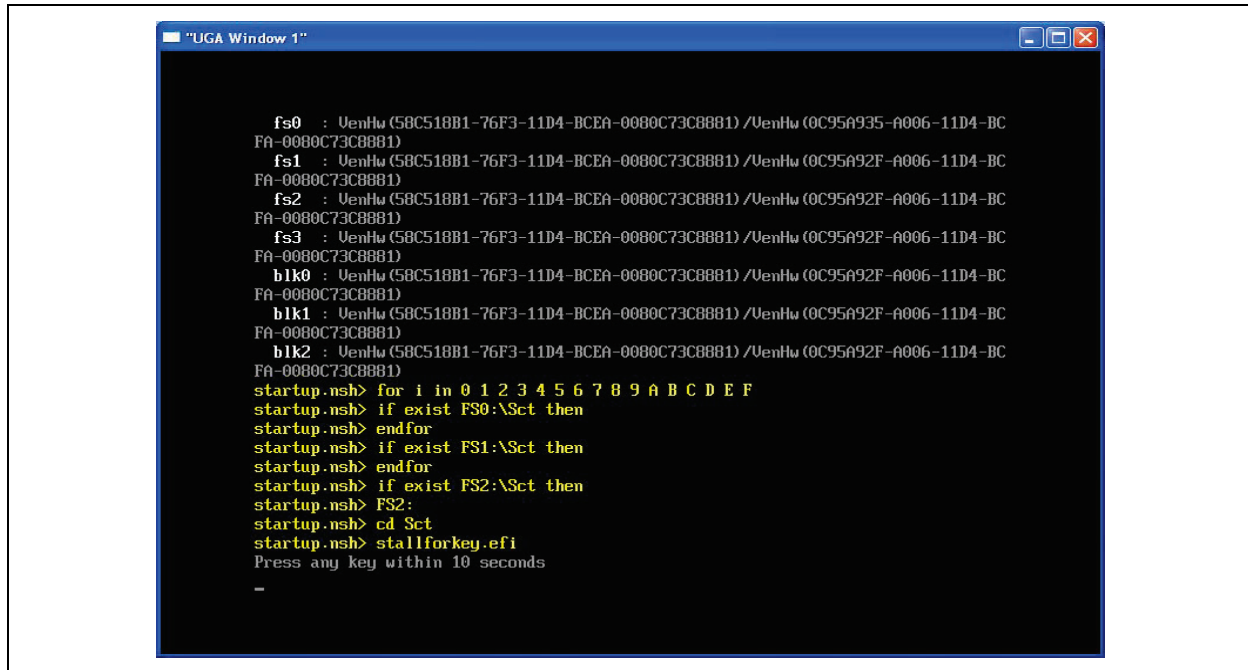 "UGA Window 1"
fs0 : VenHw(58C518B1-76F3-11D4-BCEA-0080C73C8881)/VenHw(0C95A935-A006-11D4-BC
FA-0080C73C8881)
fs1 : VenHw(58C518B1-76F3-11D4-BCEA-0080C73C8881)/VenHw(0C95A92F-A006-11D4-BC
FA-0080C73C8881)
fs2 : VenHw(58C518B1-76F3-11D4-BCEA-0080C73C8881)/VenHw(0C95A92F-A006-11D4-BC
FA-0080C73C8881)
fs3 : VenHw(58C518B1-76F3-11D4-BCEA-0080C73C8881)/VenHw(0C95A92F-A006-11D4-BC
FA-0080C73C8881)
blk0 : VenHw(58C518B1-76F3-11D4-BCEA-0080C73C8881)/VenHw(0C95A92F-A006-11D4-BC
FA-0080C73C8881)
blk1 : VenHw(58C518B1-76F3-11D4-BCEA-0080C73C8881)/VenHw(0C95A92F-A006-11D4-BC
FA-0080C73C8881)
blk2 : VenHw(58C518B1-76F3-11D4-BCEA-0080C73C8881)/VenHw(0C95A92F-A006-11D4-BC
FA-0080C73C8881)
startup.nsh> for i in 0 1 2 3 4 5 6 7 8 9 A B C D E F
startup.nsh> if exist FS0:\Sct then
startup.nsh> endfor
startup.nsh> if exist FS1:\Sct then
startup.nsh> endfor
startup.nsh> if exist FS2:\Sct then
startup.nsh> FS2:
startup.nsh> cd Sct
startup.nsh> stallforkey.efi
Press any key within 10 seconds
_